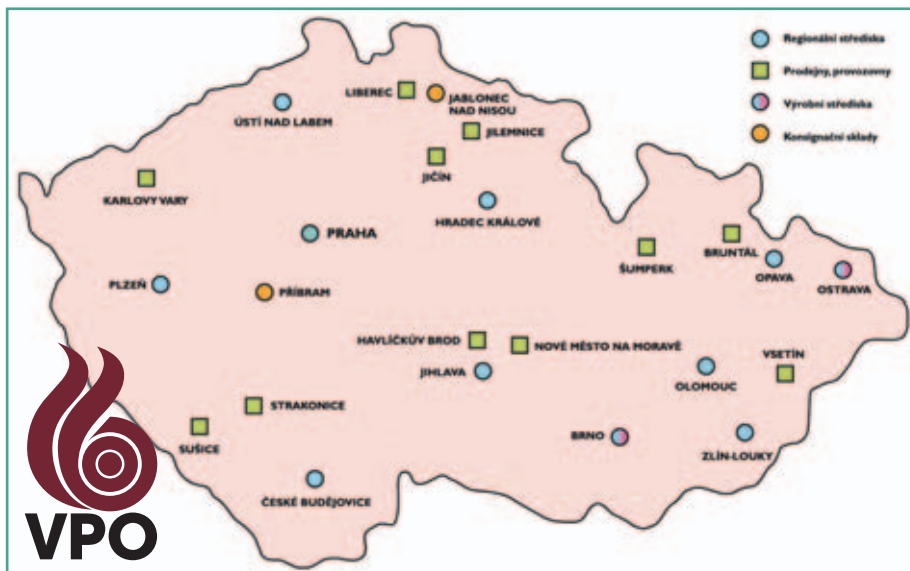 Regionální střediska
Prodejny, provozovny
Výrobní střediska
Konsignační sklady
LIBEREC
JABLONEC
NAD NISOU
ÚSTÍ NAD LABEM
JILEMNICE
JIČÍN
KARLOVY VARY
HRADEC KRÁLOVÉ
PRAHA
ŠUMPERK
BRUNTÁL
OPAVA
OSTRAVA
PLZEŇ
PŘÍBRAM
HAVLÍČKŮV BROD
NOVÉ MĚSTO NA MORAVĚ
VSETÍN
JIHLAVA
OLOMOUC
STRAKONICE
SUŠICE
BRNO
ZLÍN-LOUKY
ČESKÉ BUDĚJOVICE
VPO